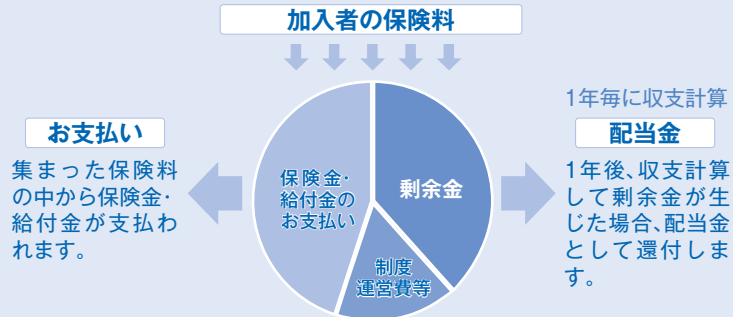 加入者の保険料
お支払い
集まった保険料
の中から保険金・
給付金が支払わ
れます。
保険金・
給付金の
お支払い
剰余金
制度
運営費等
1年毎に収支計算
配当金
1年後、収支計算
して剰余金が生
じた場合、配当金
として還付しま
す。